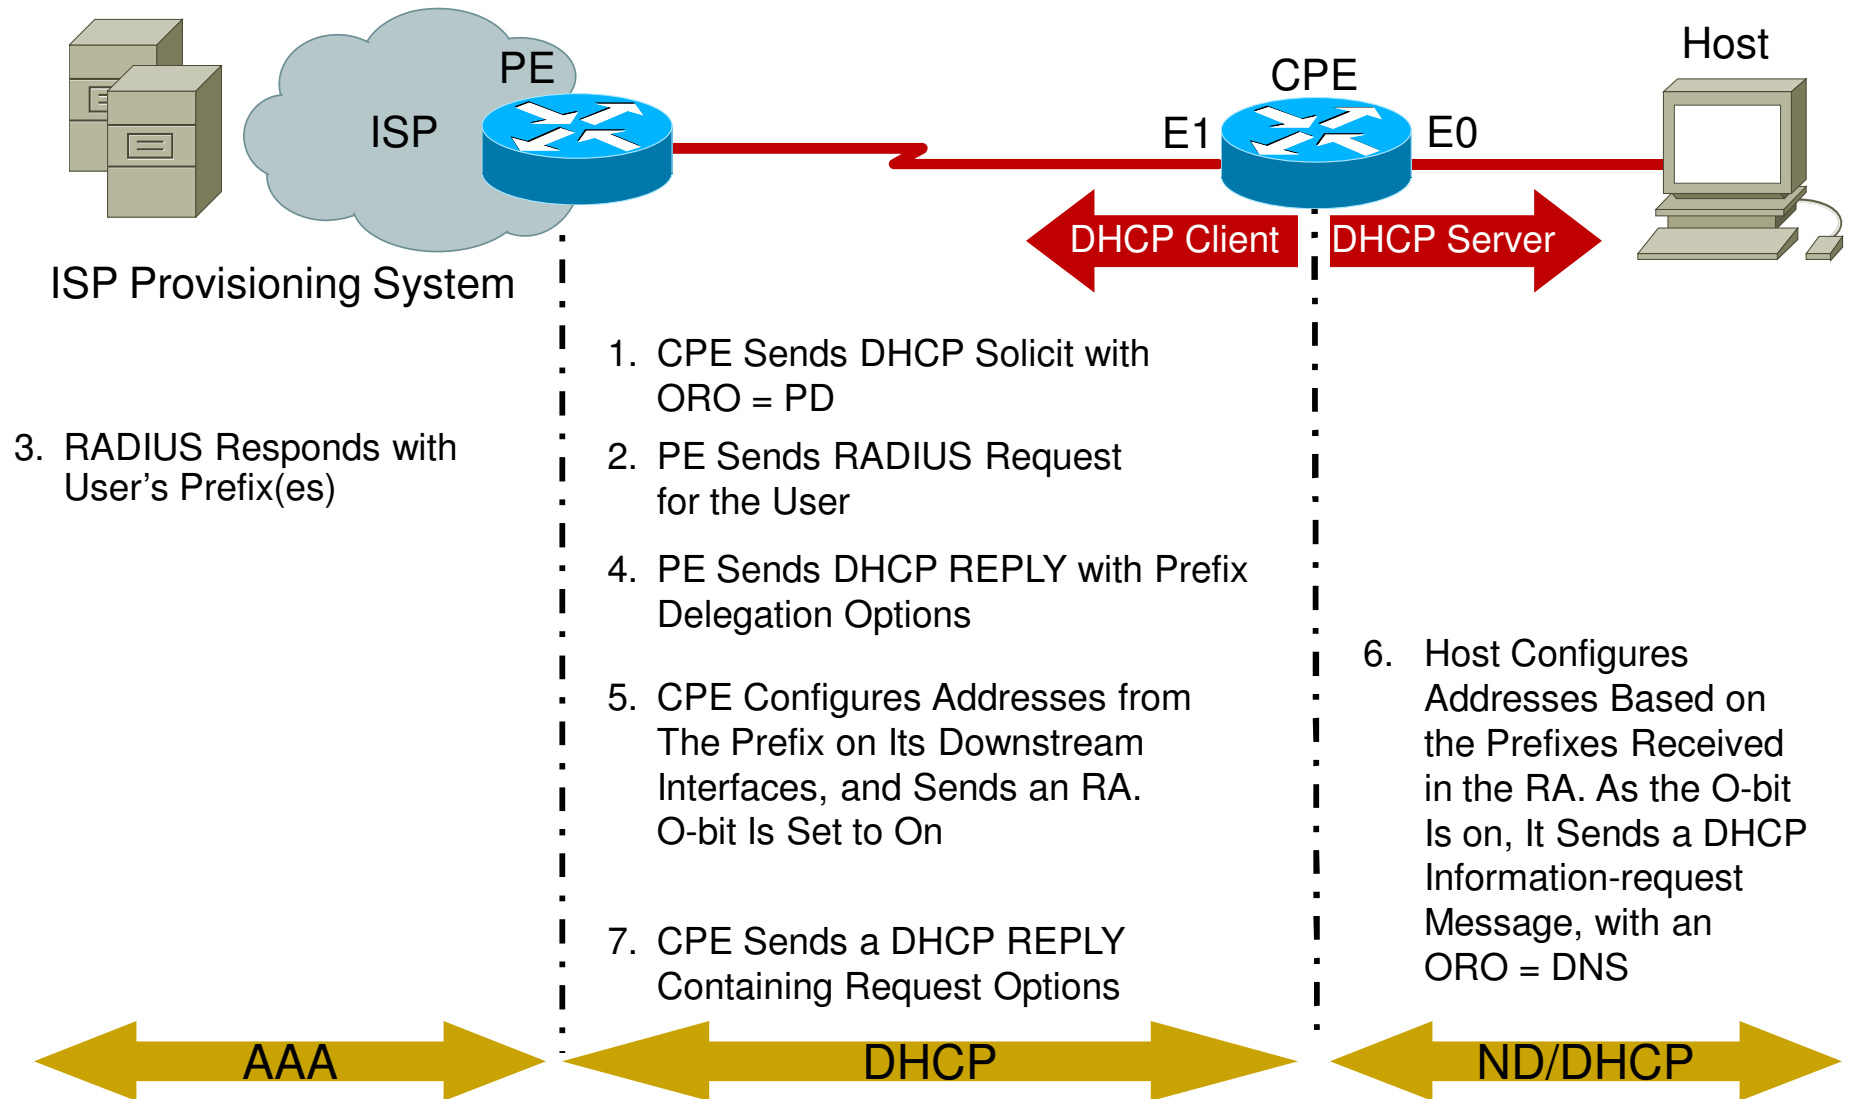 Host
PE
CPE
ISP
E1
E0
DHCP Client
DHCP Server
ISP Provisioning System
1. CPE Sends DHCP Solicit with
ORO = PD
3. RADIUS Responds with
User’s Prefix(es)
2. PE Sends RADIUS Request
for the User
4. PE Sends DHCP REPLY with Prefix
Delegation Options
5. CPE Configures Addresses from
The Prefix on Its Downstream
Interfaces, and Sends an RA.
O-bit Is Set to On
6. Host Configures
Addresses Based on
the Prefixes Received
in the RA. As the O-bit
Is on, It Sends a DHCP
Information-request
Message, with an
ORO = DNS
7. CPE Sends a DHCP REPLY
Containing Request Options
AAA
DHCP
ND/DHCP